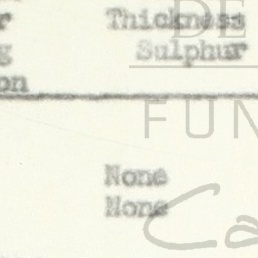 r Thickness
g Sulphur
on
None
None
DE
FUN
Ca